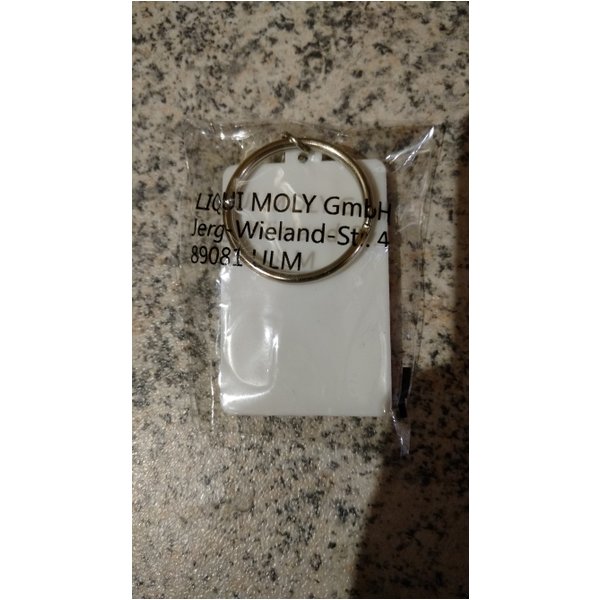 LIQUI MOLY GmbH
Jerg-Wieland-Str. 4
89081 ULM